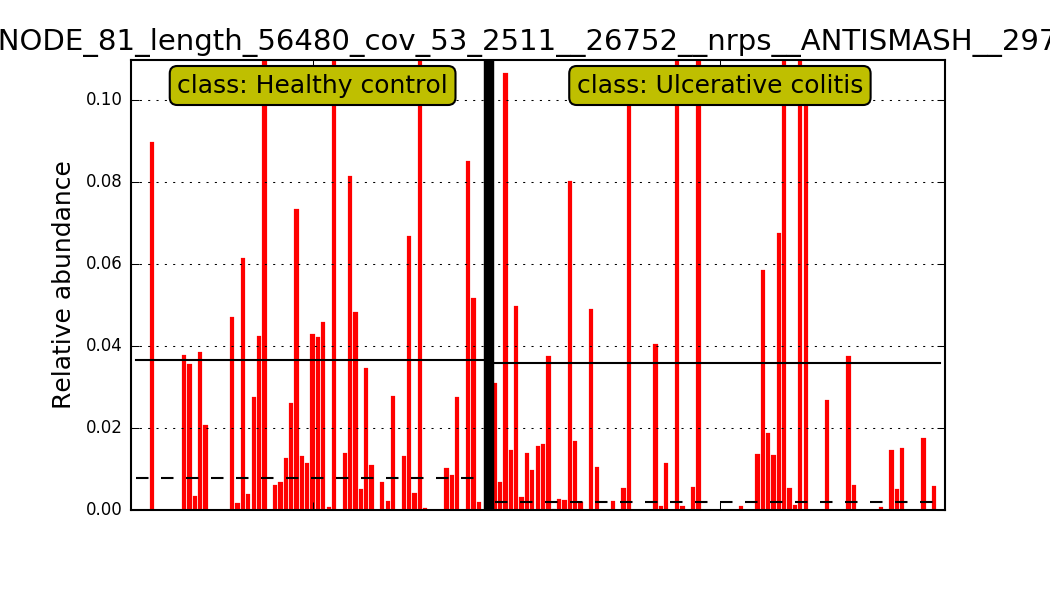 NODE_81_length_56480_cov_53_2511__26752__nrps__ANTISMASH__297
class: Healthy control
class: Ulcerative colitis
0.10
0.08
0.06
0.04
0.02
0.00
Relative abundance